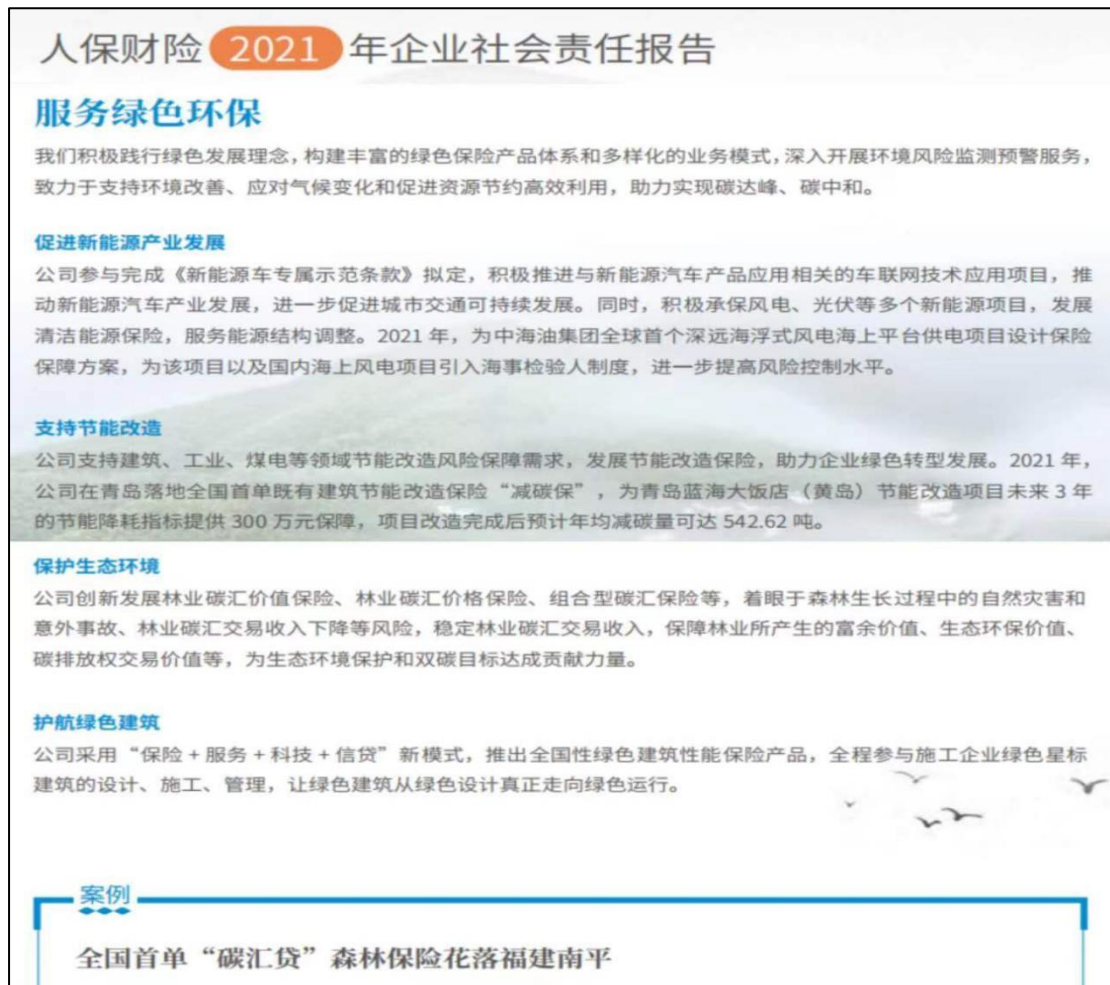 人保财险 2021 年企业社会责任报告
服务绿色环保
我们积极践行绿色发展理念，构建丰富的绿色保险产品体系和多样化的业务模式，深入开展环境风险监测预警服务，
致力于支持环境改善、应对气候变化和促进资源节约高效利用，助力实现碳达峰、碳中和。
促进新能源产业发展
公司参与完成《新能源车专属示范条款》拟定，积极推进与新能源汽车产品应用相关的车联网技术应用项目，推
动新能源汽车产业发展，进一步促进城市交通可持续发展。同时，积极承保风电、光伏等多个新能源项目，发展
清洁能源保险，服务能源结构调整。2021 年，为中海油集团全球首个深远海浮式风电海上平台供电项目设计保险
保障方案，为该项目以及国内海上风电项目引入海事检验人制度，进一步提高风险控制水平。
支持节能改造
公司支持建筑、工业、煤电等领域节能改造风险保障需求，发展节能改造保险，助力企业绿色转型发展。2021 年，
公司在青岛落地全国首单既有建筑节能改造保险“减碳保”，为青岛蓝海大饭店（黄岛）节能改造项目未来 3 年
的节能降耗指标提供 300 万元保障，项目改造完成后预计年均减碳量可达 542.62 吨。
保护生态环境
公司创新发展林业碳汇价值保险、林业碳汇价格保险、组合型碳汇保险等，着眼于森林生长过程中的自然灾害和
意外事故、林业碳汇交易收入下降等风险，稳定林业碳汇交易收入，保障林业所产生的富余价值、生态环保价值、
碳排放权交易价值等，为生态环境保护和双碳目标达成贡献力量。
护航绿色建筑
公司采用“保险 + 服务 + 科技 + 信贷”新模式，推出全国性绿色建筑性能保险产品，全程参与施工企业绿色星标
建筑的设计、施工、管理，让绿色建筑从绿色设计真正走向绿色运行。
案例
全国首单“碳汇贷”森林保险花落福建南平